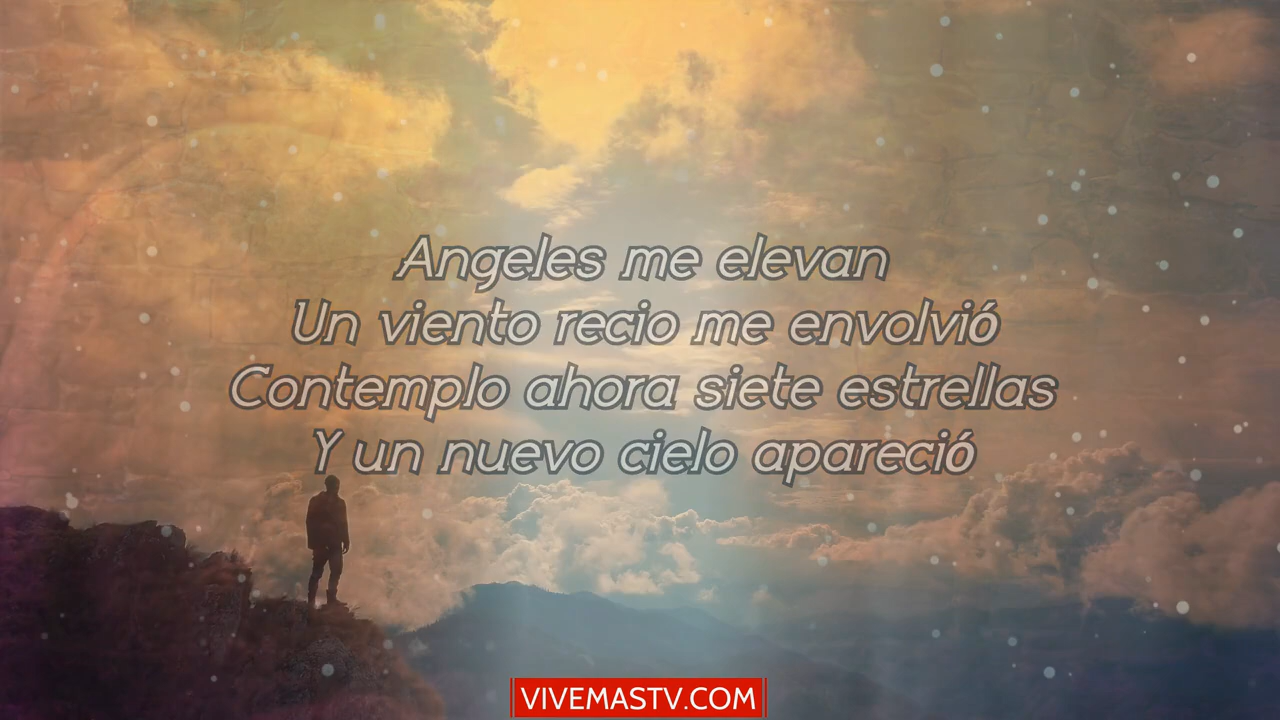 Angeles me elevan
Un viento recio me envolvió
Contemplo ahora siete estrellas
Y un nuevo cielo apareció
VIVEMASTV.COM